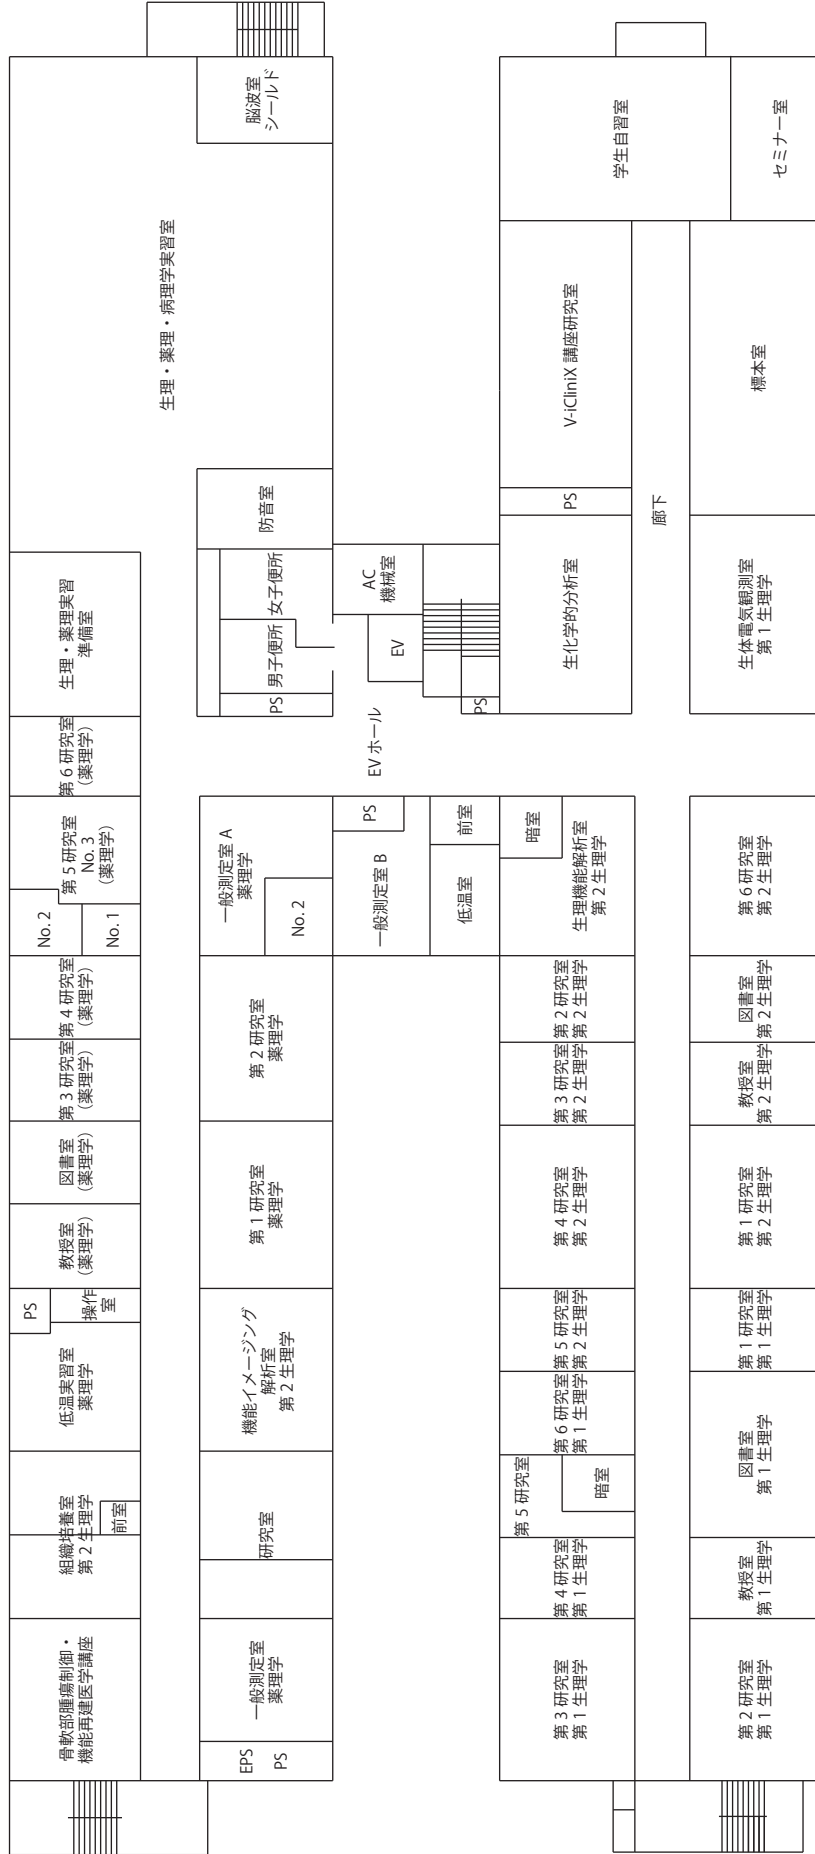 脳波室
シールド
生理・薬理・病理学実習室
防音室
女子便所
男子便所
PS
生理・薬理実習
準備室
第6研究室
(薬理学)
第5研究室
No. 3
(薬理学)
No. 2
No. 1
第4研究室
(薬理学)
第3研究室
(薬理学)
図書室
(薬理学)
教授室
(薬理学)
PS
操作
室
低温実習室
薬理学
組織培養室
第2生理学
前室
骨軟部腫瘍制御・
機能再建医学講座
一般測定室 A
薬理学
No. 2
第2研究室
薬理学
第1研究室
薬理学
機能イメージング
解析室
第2生理学
研究室
一般測定室
薬理学
EPS
PS
AC
機械室
EV
PS
EV ホール
PS
一般測定室 B
前室
低温室
学生自習室
セミナー室
V-iCliniX 講座研究室
標本室
PS
廊下
生化学的分析室
生体電気観測室
第1生理学
暗室
生理機能解析室
第2生理学
第2研究室
第2生理学
第3研究室
第2生理学
第4研究室
第2生理学
第5研究室
第2生理学
第6研究室
第1生理学
第5研究室
暗室
第4研究室
第1生理学
第3研究室
第1生理学
第6研究室
第2生理学
図書室
第2生理学
教授室
第2生理学
第1研究室
第2生理学
第1研究室
第1生理学
図書室
第1生理学
教授室
第1生理学
第2研究室
第1生理学